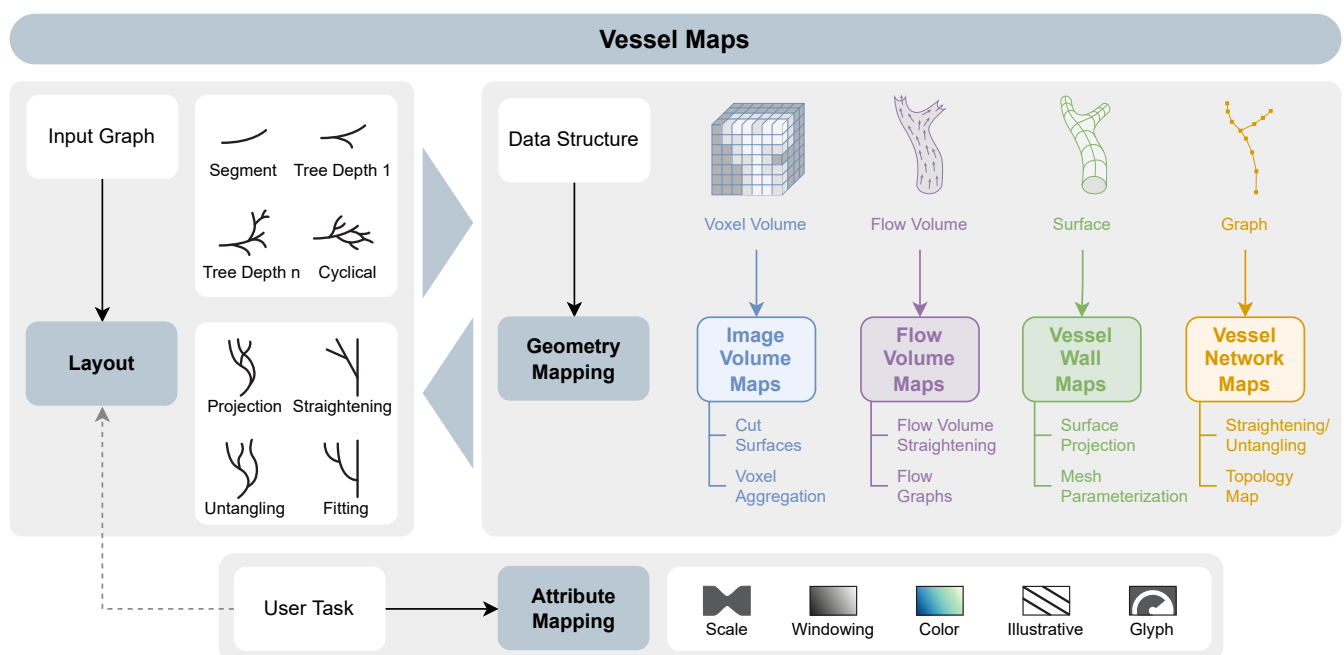 Vessel Maps
Input Graph
Segment
Tree Depth 1
Tree Depth n
Cyclical
Layout
Projection
Straightening
Untangling
Fitting
Data Structure
Geometry
Mapping
Voxel Volume
Flow Volume
Surface
Graph
Image
Volume
Maps
Flow
Volume
Maps
Vessel
Wall
Maps
Vessel
Network
Maps
Cut
Surfaces
Voxel
Aggregation
Flow Volume
Straightening
Flow
Graphs
Surface
Projection
Mesh
Parameterization
Straightening/
Untangling
Topology
Map
User Task
Attribute
Mapping
Scale
Windowing
Color
Illustrative
Glyph